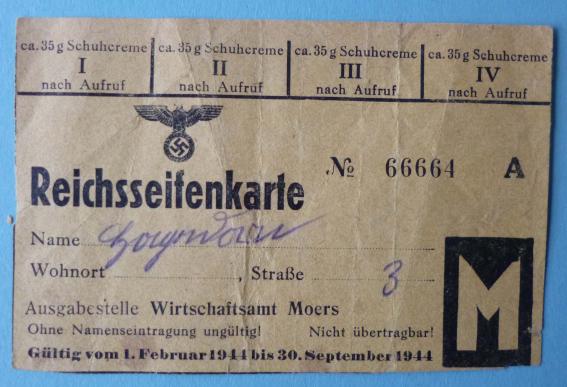 ca. 35 g Schuhcreme ca. 35 g Schuhcreme ca. 35 g Schuhcreme ca. 35 g Schuhcreme
I II III IV
nach Aufruf nach Aufruf nach Aufruf nach Aufruf
Reichsseifenkarte № 66664 A
Name
Wohnort , Straße 3
Ausgabestelle Wirtschaftsamt Moers
Ohne Namenseintragung ungültig! Nicht übertragbar!
Gültig vom 1. Februar 1944 bis 30. September 1944
M